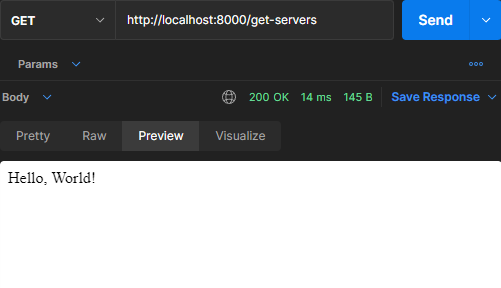 GET http://localhost:8000/get-servers Send
Params
Body 200 OK 14 ms 145 B Save Response
Pretty Raw Preview Visualize
Hello, World!